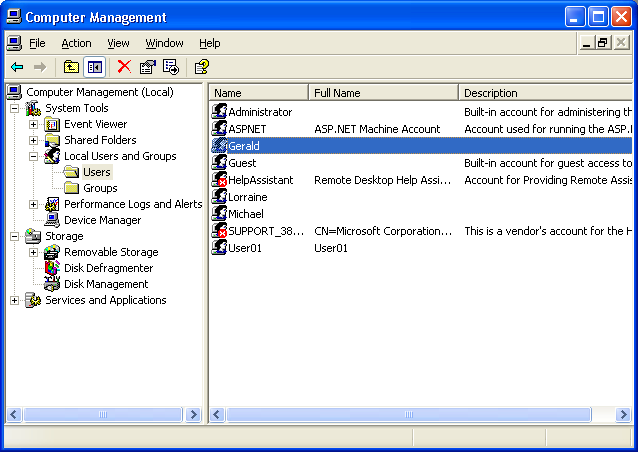 Computer Management
File Action View Window Help
Computer Management (Local)
System Tools
Event Viewer
Shared Folders
Local Users and Groups
Users
Groups
Performance Logs and Alerts
Device Manager
Storage
Removable Storage
Disk Defragmenter
Disk Management
Services and Applications
Name Full Name Description
Administrator Built-in account for administering th
ASPNET ASP.NET Machine Account Account used for running the ASP.
Gerald
Guest Built-in account for guest access to
HelpAssistant Remote Desktop Help Assi... Account for Providing Remote Assis
Lorraine
Michael
SUPPORT_38... CN=Microsoft Corporation... This is a vendor's account for the H
User01 User01